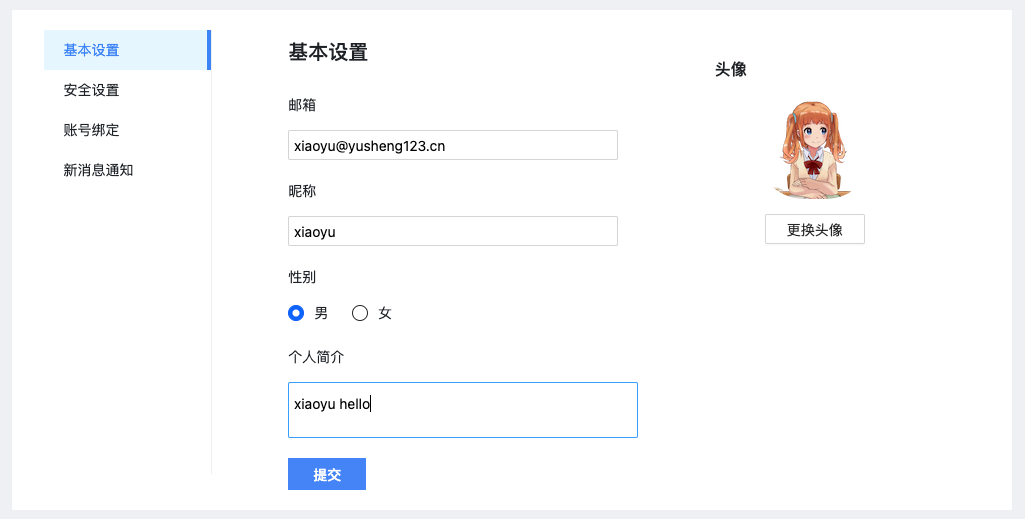 基本设置
安全设置
账号绑定
新消息通知
基本设置
邮箱
xiaoyu@yusheng123.cn
昵称
xiaoyu
性别
男 女
个人简介
xiaoyu hello
提交
头像
更换头像